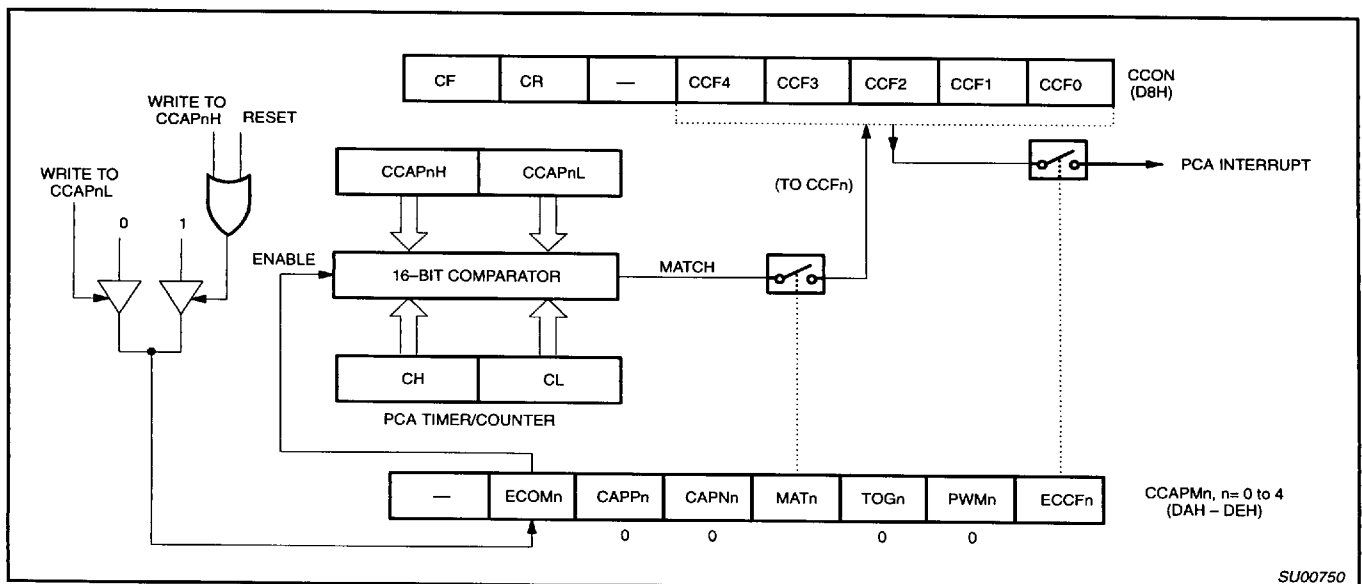 CF CR — CCF4 CCF3 CCF2 CCF1 CCF0
CCON
(D8H)
WRITE TO
CCAPnH
RESET
WRITE TO
CCAPnL
0 1
CCAPnH CCAPnL
(TO CCFn)
PCA INTERRUPT
ENABLE
16–BIT COMPARATOR
MATCH
CH CL
PCA TIMER/COUNTER
— ECOMn CAPPn CAPNn MATn TOGn PWMn ECCFn
CCAPMn, n= 0 to 4
(DAH – DEH)
0 0 0 0
SU00750